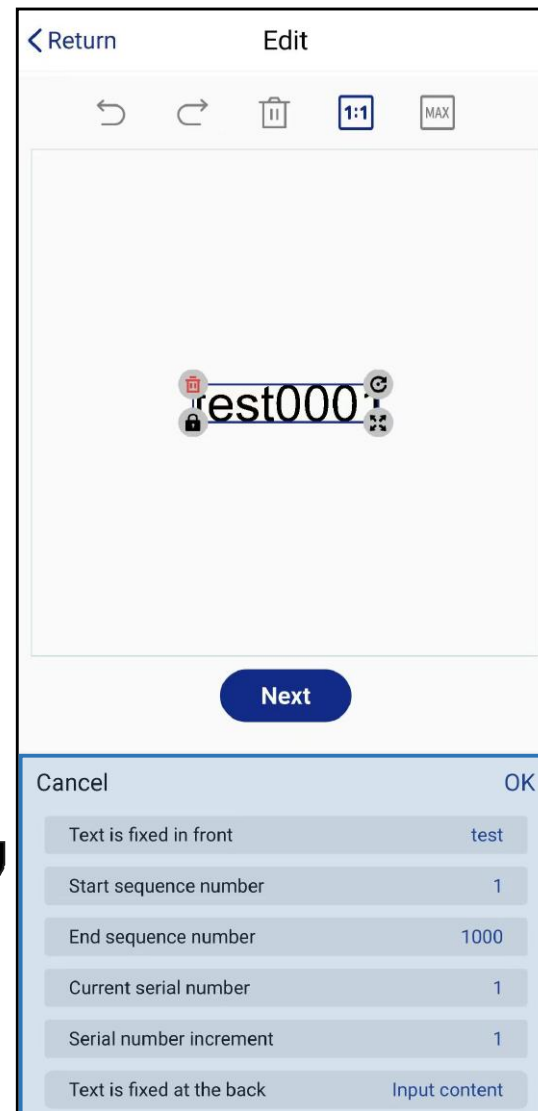 Return Edit
1:1 MAX
test0001
Next
Cancel OK
Text is fixed in front test
Start sequence number 1
End sequence number 1000
Current serial number 1
Serial number increment 1
Text is fixed at the back Input content